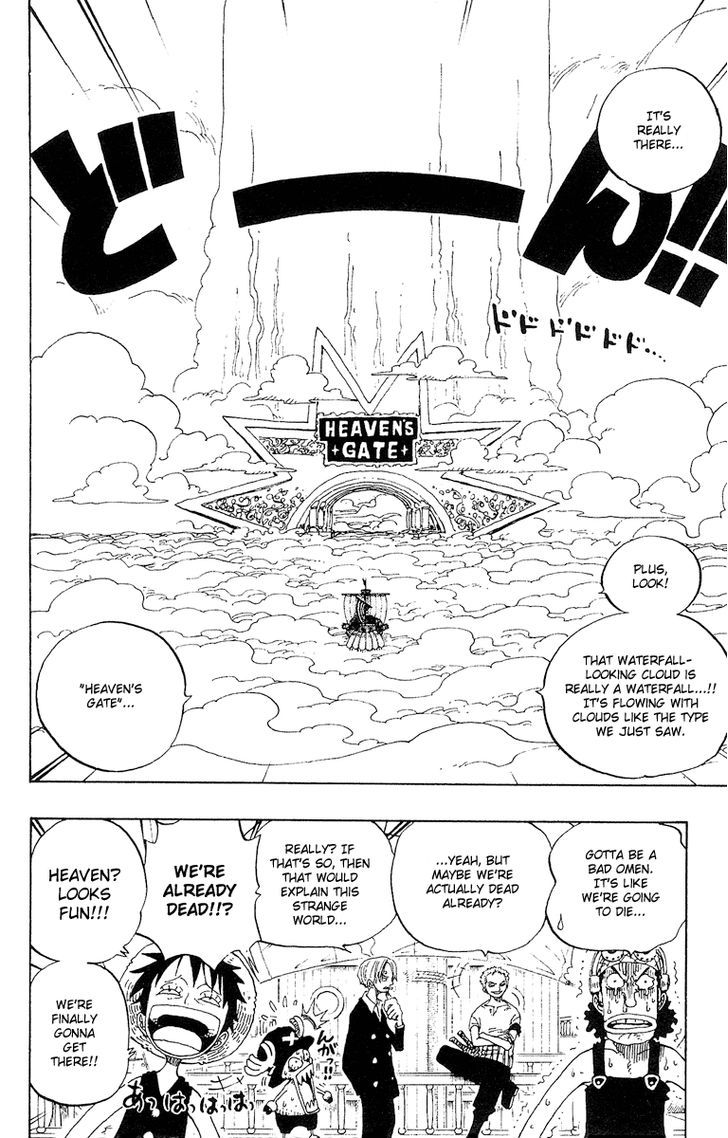 IT'S
REALLY
THERE...
どーん!!
ドドドドドド....
HEAVEN'S
GATE
PLUS,
LOOK!
THAT WATERFALL-
LOOKING CLOUD IS
REALLY A WATERFALL...!!
IT'S FLOWING WITH
CLOUDS LIKE THE TYPE
WE JUST SAW.
"HEAVEN'S
GATE"...
GOTTA BE A
BAD OMEN.
IT'S LIKE
WE'RE GOING
TO DIE...
...YEAH, BUT
MAYBE WE'RE
ACTUALLY DEAD
ALREADY?
REALLY? IF
THAT'S SO, THEN
THAT WOULD
EXPLAIN THIS
STRANGE
WORLD...
WE'RE
ALREADY
DEAD!!?
んがっ!!
HEAVEN?
LOOKS
FUN!!!
WE'RE
FINALLY
GONNA
GET
THERE!!
あっはっはっはっ